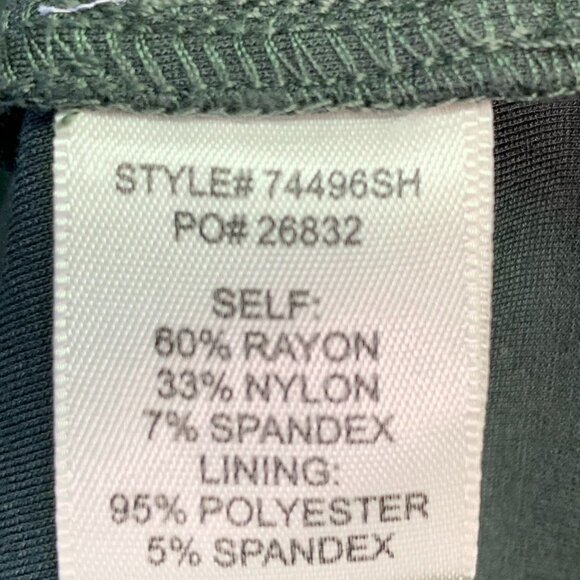 STYLE# 74496SH
PO# 26832
SELF:
60% RAYON
33% NYLON
7% SPANDEX
LINING:
95% POLYESTER
5% SPANDEX